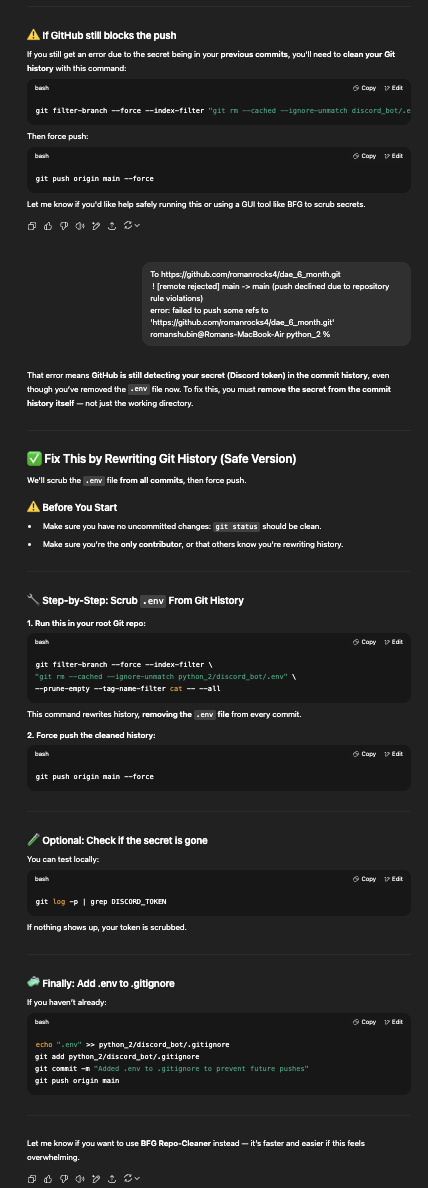 ⚠️ If GitHub still blocks the push
If you still get an error due to the secret being in your previous commits, you'll need to clean your Git
history with this command:
bash
Copy Edit
git filter-branch --force --index-filter "git rm --cached --ignore-unmatch discord_bot/.e
Then force push:
bash
Copy Edit
git push origin main --force
Let me know if you'd like help safely running this or using a GUI tool like BFG to scrub secrets.
To https://github.com/romanrocks4/dae_6_month.git
! [remote rejected] main -> main (push declined due to repository
rule violations)
error: failed to push some refs to
'https://github.com/romanrocks4/dae_6_month.git'
romanshubin@Romans-MacBook-Air python_2 %
That error means GitHub is still detecting your secret (Discord token) in the commit history, even
though you've removed the .env file now. To fix this, you must remove the secret from the commit
history itself — not just the working directory.
✅ Fix This by Rewriting Git History (Safe Version)
We'll scrub the .env file from all commits, then force push.
⚠️ Before You Start
• Make sure you have no uncommitted changes: git status should be clean.
• Make sure you're the only contributor, or that others know you're rewriting history.
🔧 Step-by-Step: Scrub .env From Git History
1. Run this in your root Git repo:
bash
Copy Edit
git filter-branch --force --index-filter \
"git rm --cached --ignore-unmatch python_2/discord_bot/.env" \
--prune-empty --tag-name-filter cat -- --all
This command rewrites history, removing the .env file from every commit.
2. Force push the cleaned history:
bash
Copy Edit
git push origin main --force
🧪 Optional: Check if the secret is gone
You can test locally:
bash
Copy Edit
git log -p | grep DISCORD_TOKEN
If nothing shows up, your token is scrubbed.
🧼 Finally: Add .env to .gitignore
If you haven't already:
bash
Copy Edit
echo ".env" >> python_2/discord_bot/.gitignore
git add python_2/discord_bot/.gitignore
git commit -m "Added .env to .gitignore to prevent future pushes"
git push origin main
Let me know if you want to use BFG Repo-Cleaner instead — it's faster and easier if this feels
overwhelming.